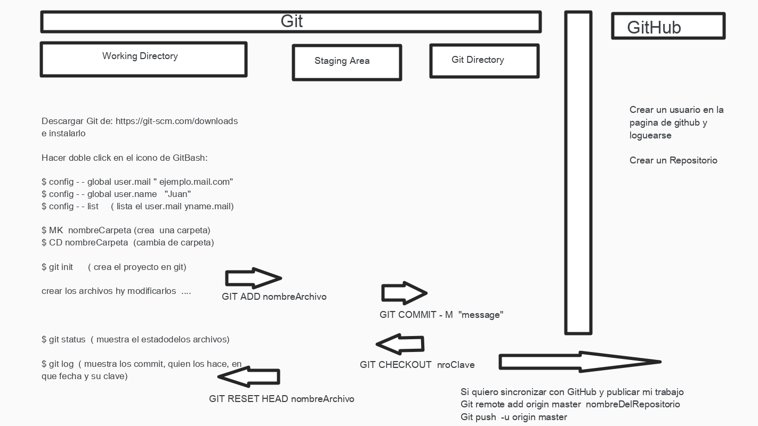 Git
GitHub
Working Directory
Staging Area
Git Directory
Descargar Git de: https://git-scm.com/downloads
e instalarlo
Hacer doble click en el icono de GitBash:
$ config - - global user.mail " ejemplo.mail.com"
$ config - - global user.name "Juan"
$ config - - list ( lista el user.mail yname.mail)
$ MK nombreCarpeta (crea una carpeta)
$ CD nombreCarpeta (cambia de carpeta)
$ git init ( crea el proyecto en git)
crear los archivos hy modificarlos ....
GIT ADD nombreArchivo
GIT COMMIT - M "message"
$ git status ( muestra el estadodelos archivos)
GIT CHECKOUT nroClave
$ git log ( muestra los commit, quien los hace, en
que fecha y su clave)
GIT RESET HEAD nombreArchivo
Crear un usuario en la
pagina de github y
loguearse
Crear un Repositorio
Si quiero sincronizar con GitHub y publicar mi trabajo
Git remote add origin master nombreDelRepositorio
Git push -u origin master